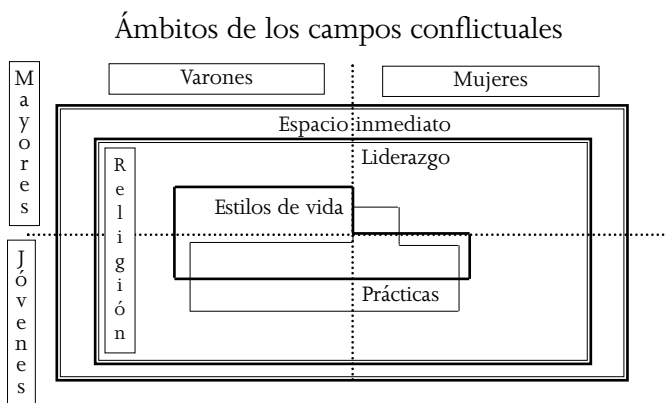 Ámbitos de los campos conflictuales
Varones
Mujeres
Mayores
Espacio inmediato
Liderazgo
Religión
Estilos de vida
Jóvenes
Prácticas